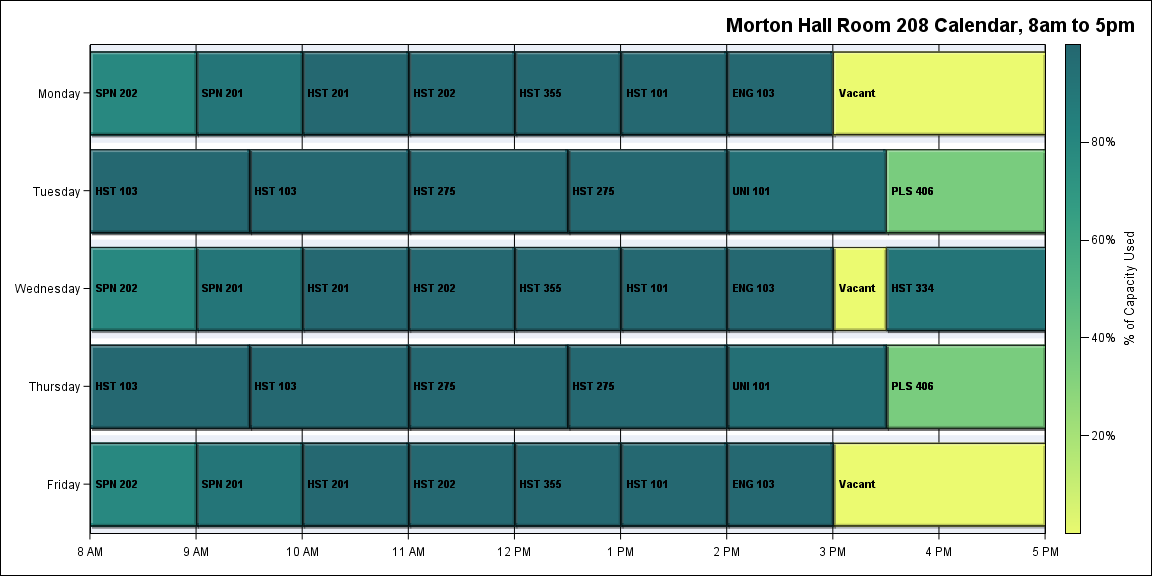 Morton Hall Room 208 Calendar, 8am to 5pm
Monday SPN 202 SPN 201 HST 201 HST 202 HST 355 HST 101 ENG 103 Vacant
Tuesday HST 103 HST 103 HST 275 HST 275 UNI 101 PLS 406
Wednesday SPN 202 SPN 201 HST 201 HST 202 HST 355 HST 101 ENG 103 Vacant HST 334
Thursday HST 103 HST 103 HST 275 HST 275 UNI 101 PLS 406
Friday SPN 202 SPN 201 HST 201 HST 202 HST 355 HST 101 ENG 103 Vacant
8 AM 9 AM 10 AM 11 AM 12 PM 1 PM 2 PM 3 PM 4 PM 5 PM
80%
60%
40%
20%
% of Capacity Used